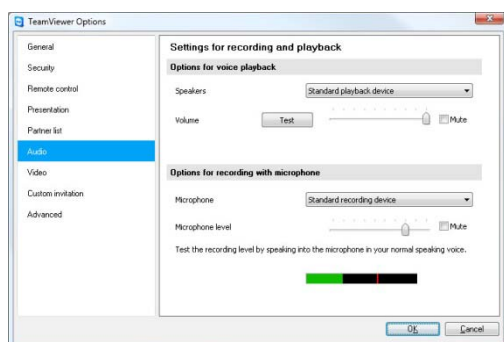 TeamViewer Options
General
Security
Remote control
Presentation
Partner list
Audio
Video
Custom invitation
Advanced
Settings for recording and playback
Options for voice playback
Speakers
Standard playback device
Volume
Test
Mute
Options for recording with microphone
Microphone
Standard recording device
Microphone level
Mute
Test the recording level by speaking into the microphone in your normal speaking voice.
OK
Cancel